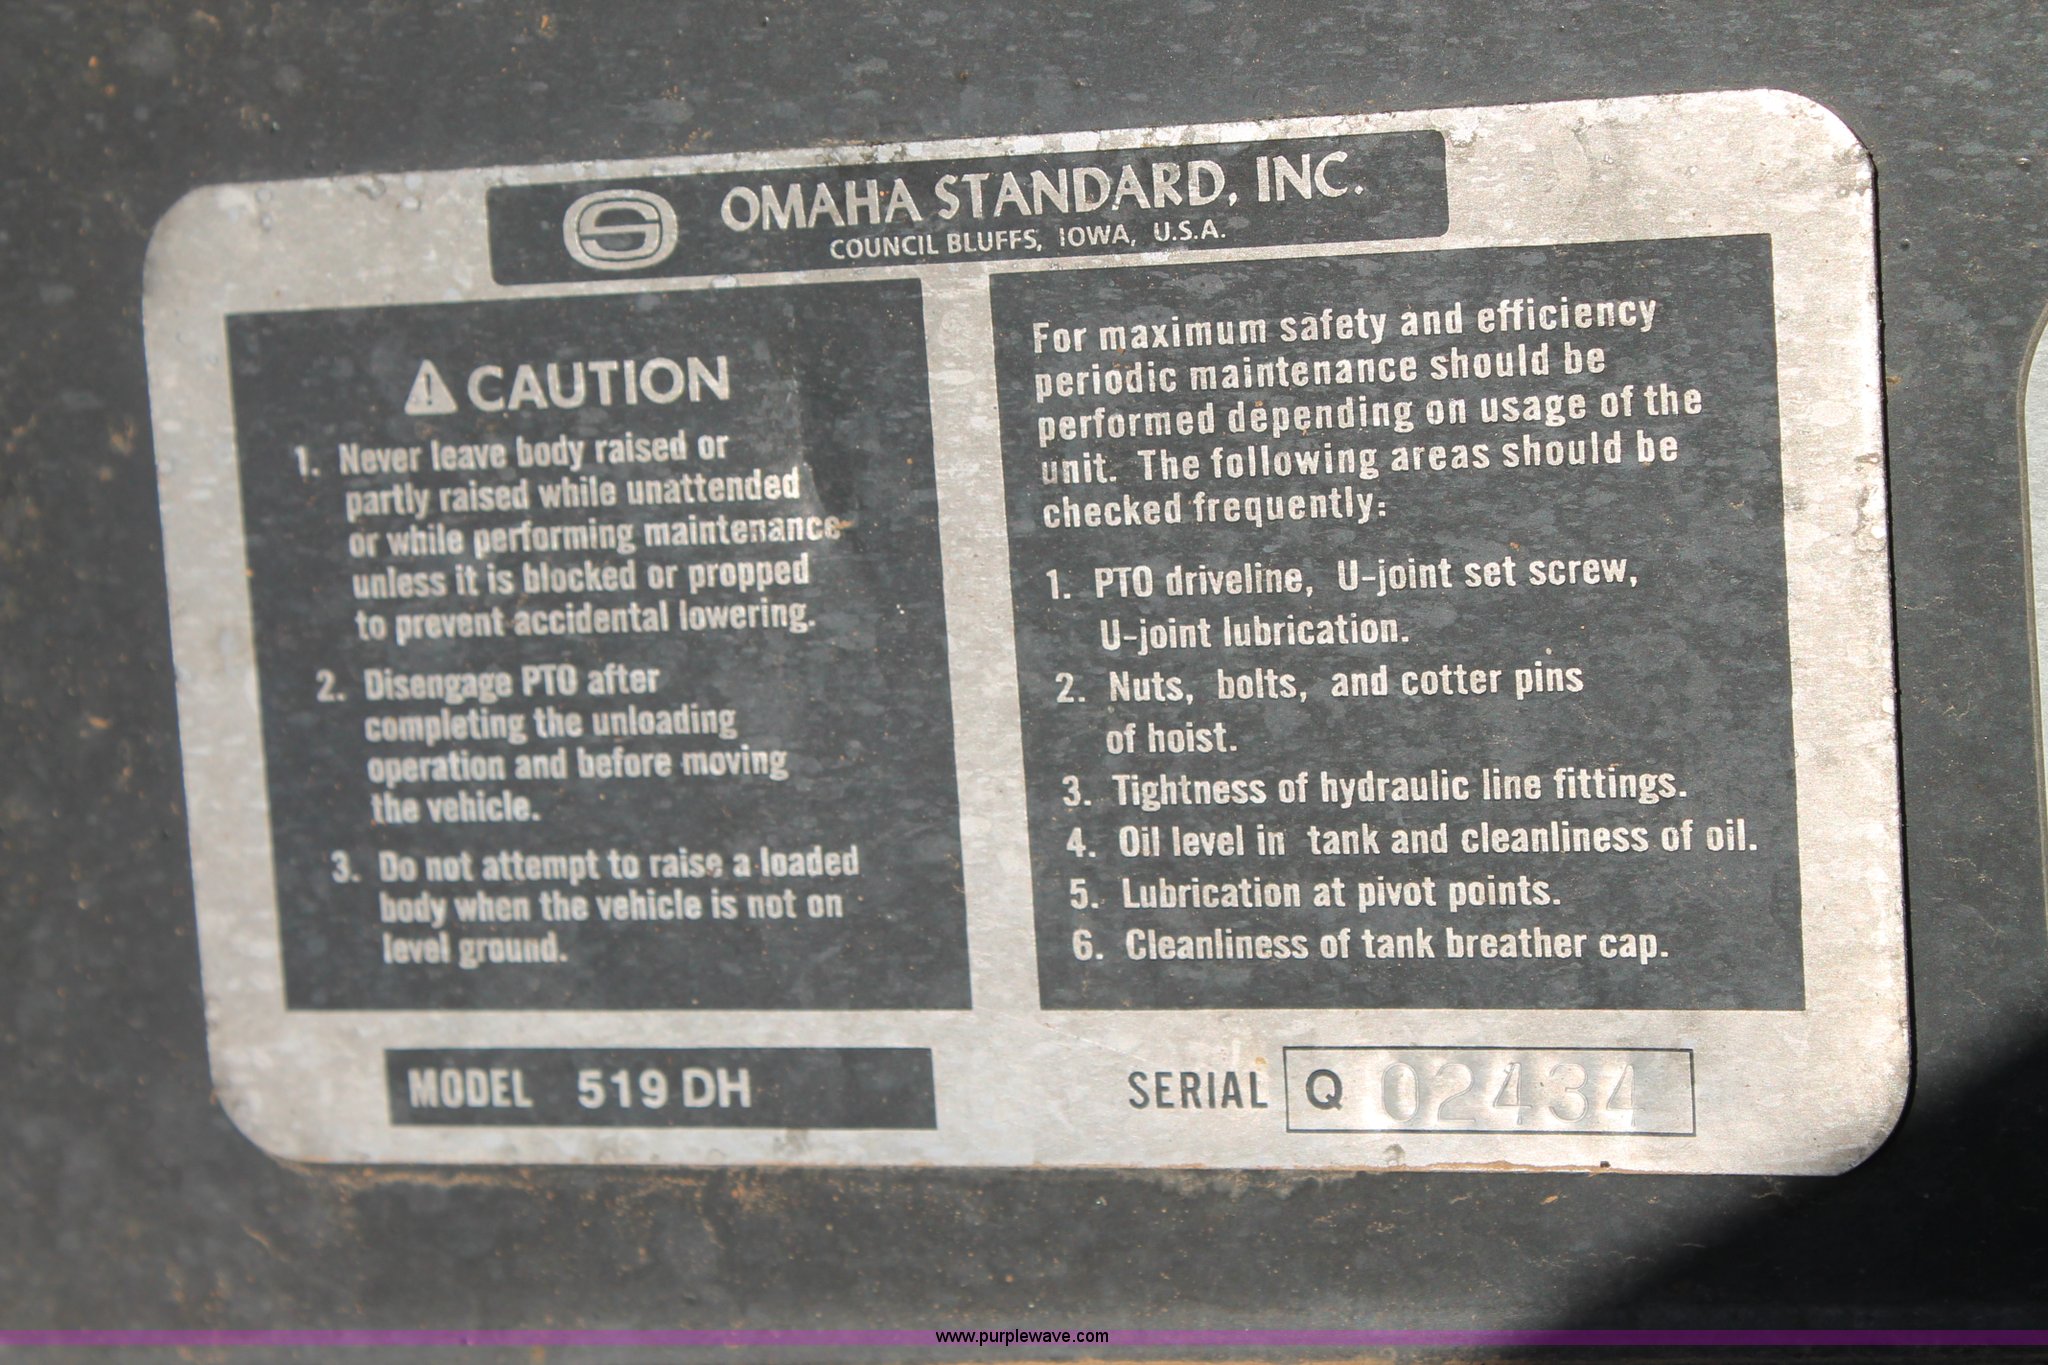 OMAHA STANDARD, INC.
COUNCIL BLUFFS, IOWA, U.S.A.
CAUTION
1. Never leave body raised or
partly raised while unattended
or while performing maintenance
unless it is blocked or propped
to prevent accidental lowering.
2. Disengage PTO after
completing the unloading
operation and before moving
the vehicle.
3. Do not attempt to raise a loaded
body when the vehicle is not on
level ground.
For maximum safety and efficiency
periodic maintenance should be
performed depending on usage of the
unit. The following areas should be
checked frequently:
1. PTO driveline, U-joint set screw,
U-joint lubrication.
2. Nuts, bolts, and cotter pins
of hoist.
3. Tightness of hydraulic line fittings.
4. Oil level in tank and cleanliness of oil.
5. Lubrication at pivot points.
6. Cleanliness of tank breather cap.
MODEL 519 DH
SERIAL Q 02434
www.purplewave.com